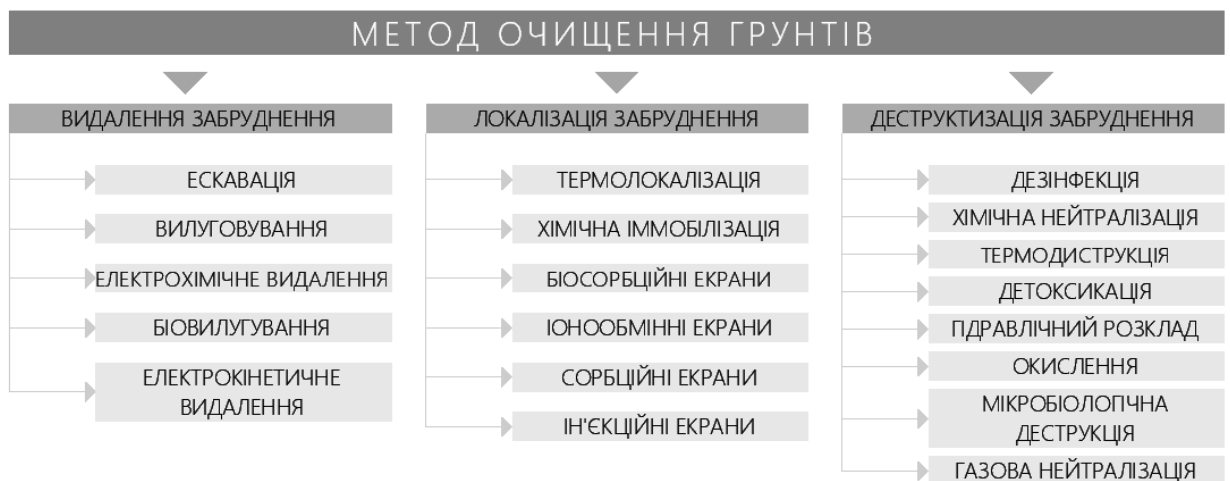 МЕТОД ОЧИЩЕННЯ ГРУНТІВ
ВИДАЛЕННЯ ЗАБРУДНЕННЯ
ЕСКАВАЦІЯ
ВИЛУГОВУВАННЯ
ЕЛЕКТРОХІМІЧНЕ ВИДАЛЕННЯ
БІОВИЛУГУВАННЯ
ЕЛЕКТРОКІНЕТИЧНЕ
ВИДАЛЕННЯ
ЛОКАЛІЗАЦІЯ ЗАБРУДНЕННЯ
ТЕРМОЛОКАЛІЗАЦІЯ
ХІМІЧНА ІММОБІЛІЗАЦІЯ
БІОСОРБЦІЙНІ ЕКРАНИ
ІОНООБМІННІ ЕКРАНИ
СОРБЦІЙНІ ЕКРАНИ
ІН'ЄКЦІЙНІ ЕКРАНИ
ДЕСТРУКТИЗАЦІЯ ЗАБРУДНЕННЯ
ДЕЗІНФЕКЦІЯ
ХІМІЧНА НЕЙТРАЛІЗАЦІЯ
ТЕРМОДИСТРУКЦІЯ
ДЕТОКСИКАЦІЯ
ГІДРАВЛІЧНИЙ РОЗКЛАД
ОКИСЛЕННЯ
МІКРОБІОЛОГІЧНА
ДЕСТРУКЦІЯ
ГАЗОВА НЕЙТРАЛІЗАЦІЯ